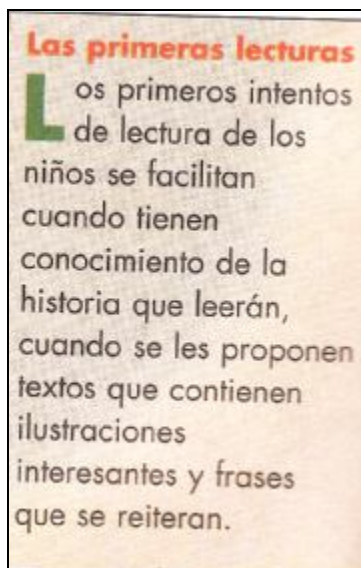 Las primeras lecturas
Los primeros intentos
de lectura de los
niños se facilitan
cuando tienen
conocimiento de la
historia que leerán,
cuando se les proponen
textos que contienen
ilustraciones
interesantes y frases
que se reiteran.